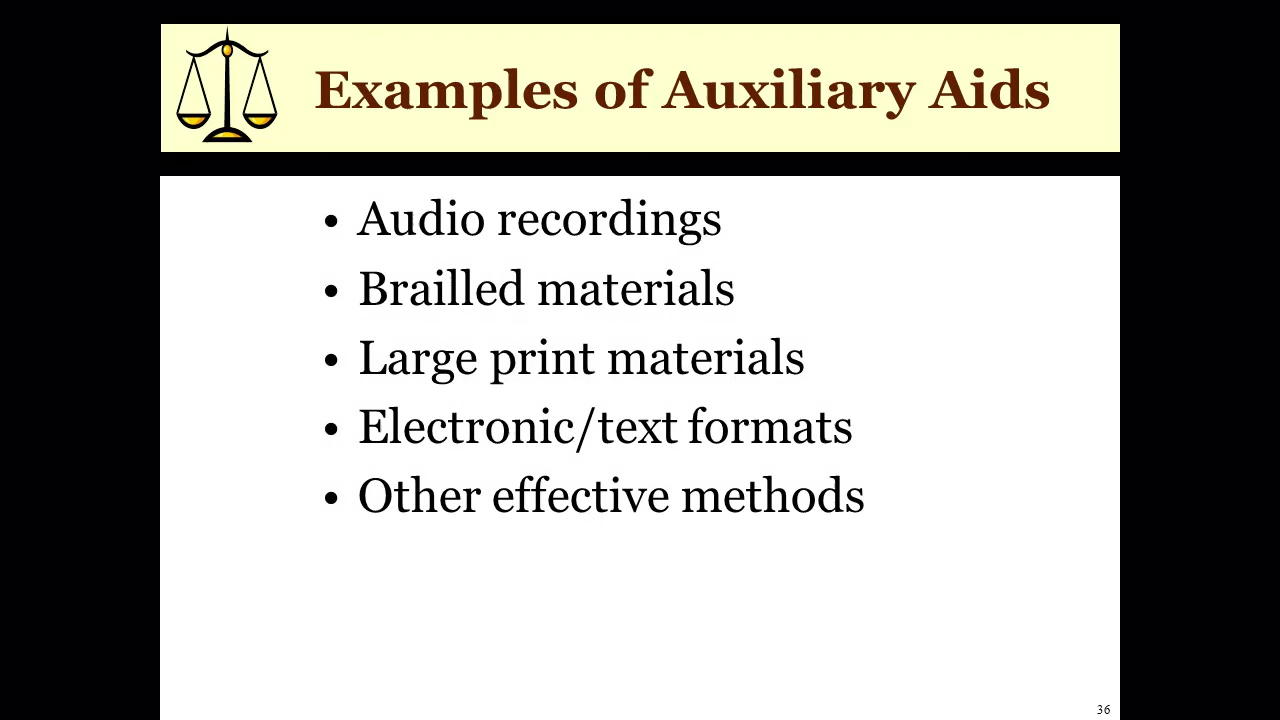 Examples of Auxiliary Aids
• Audio recordings
• Brailled materials
• Large print materials
• Electronic/text formats
• Other effective methods
36